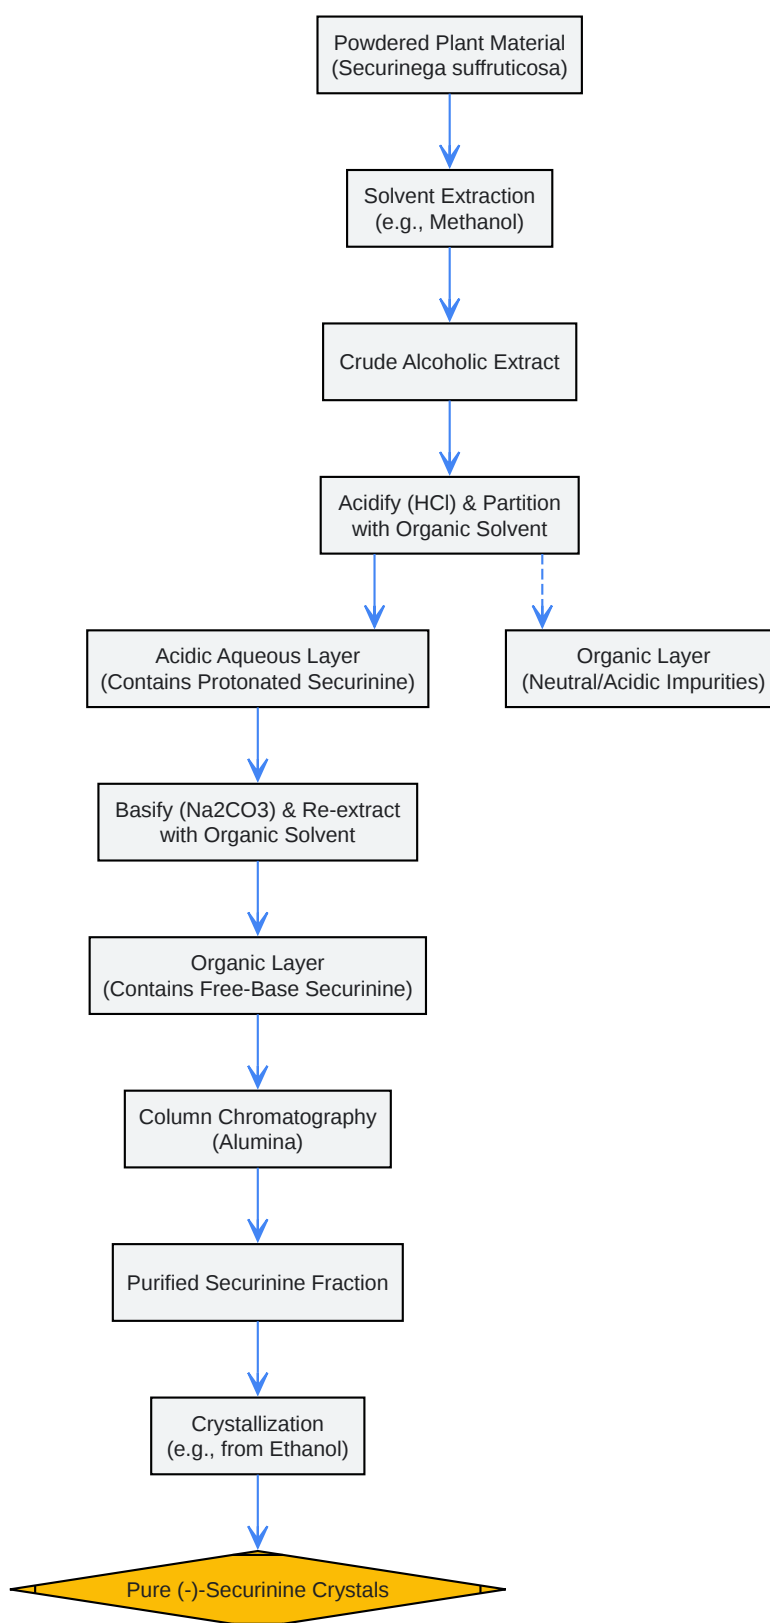 Powdered Plant Material
(Securinega suffruticosa)
Solvent Extraction
(e.g., Methanol)
Crude Alcoholic Extract
Acidify (HCl) & Partition
with Organic Solvent
Acidic Aqueous Layer
(Contains Protonated Securinine)
Organic Layer
(Neutral/Acidic Impurities)
Basify (Na2CO3) & Re-extract
with Organic Solvent
Organic Layer
(Contains Free-Base Securinine)
Column Chromatography
(Alumina)
Purified Securinine Fraction
Crystallization
(e.g., from Ethanol)
Pure (-)-Securinine Crystals